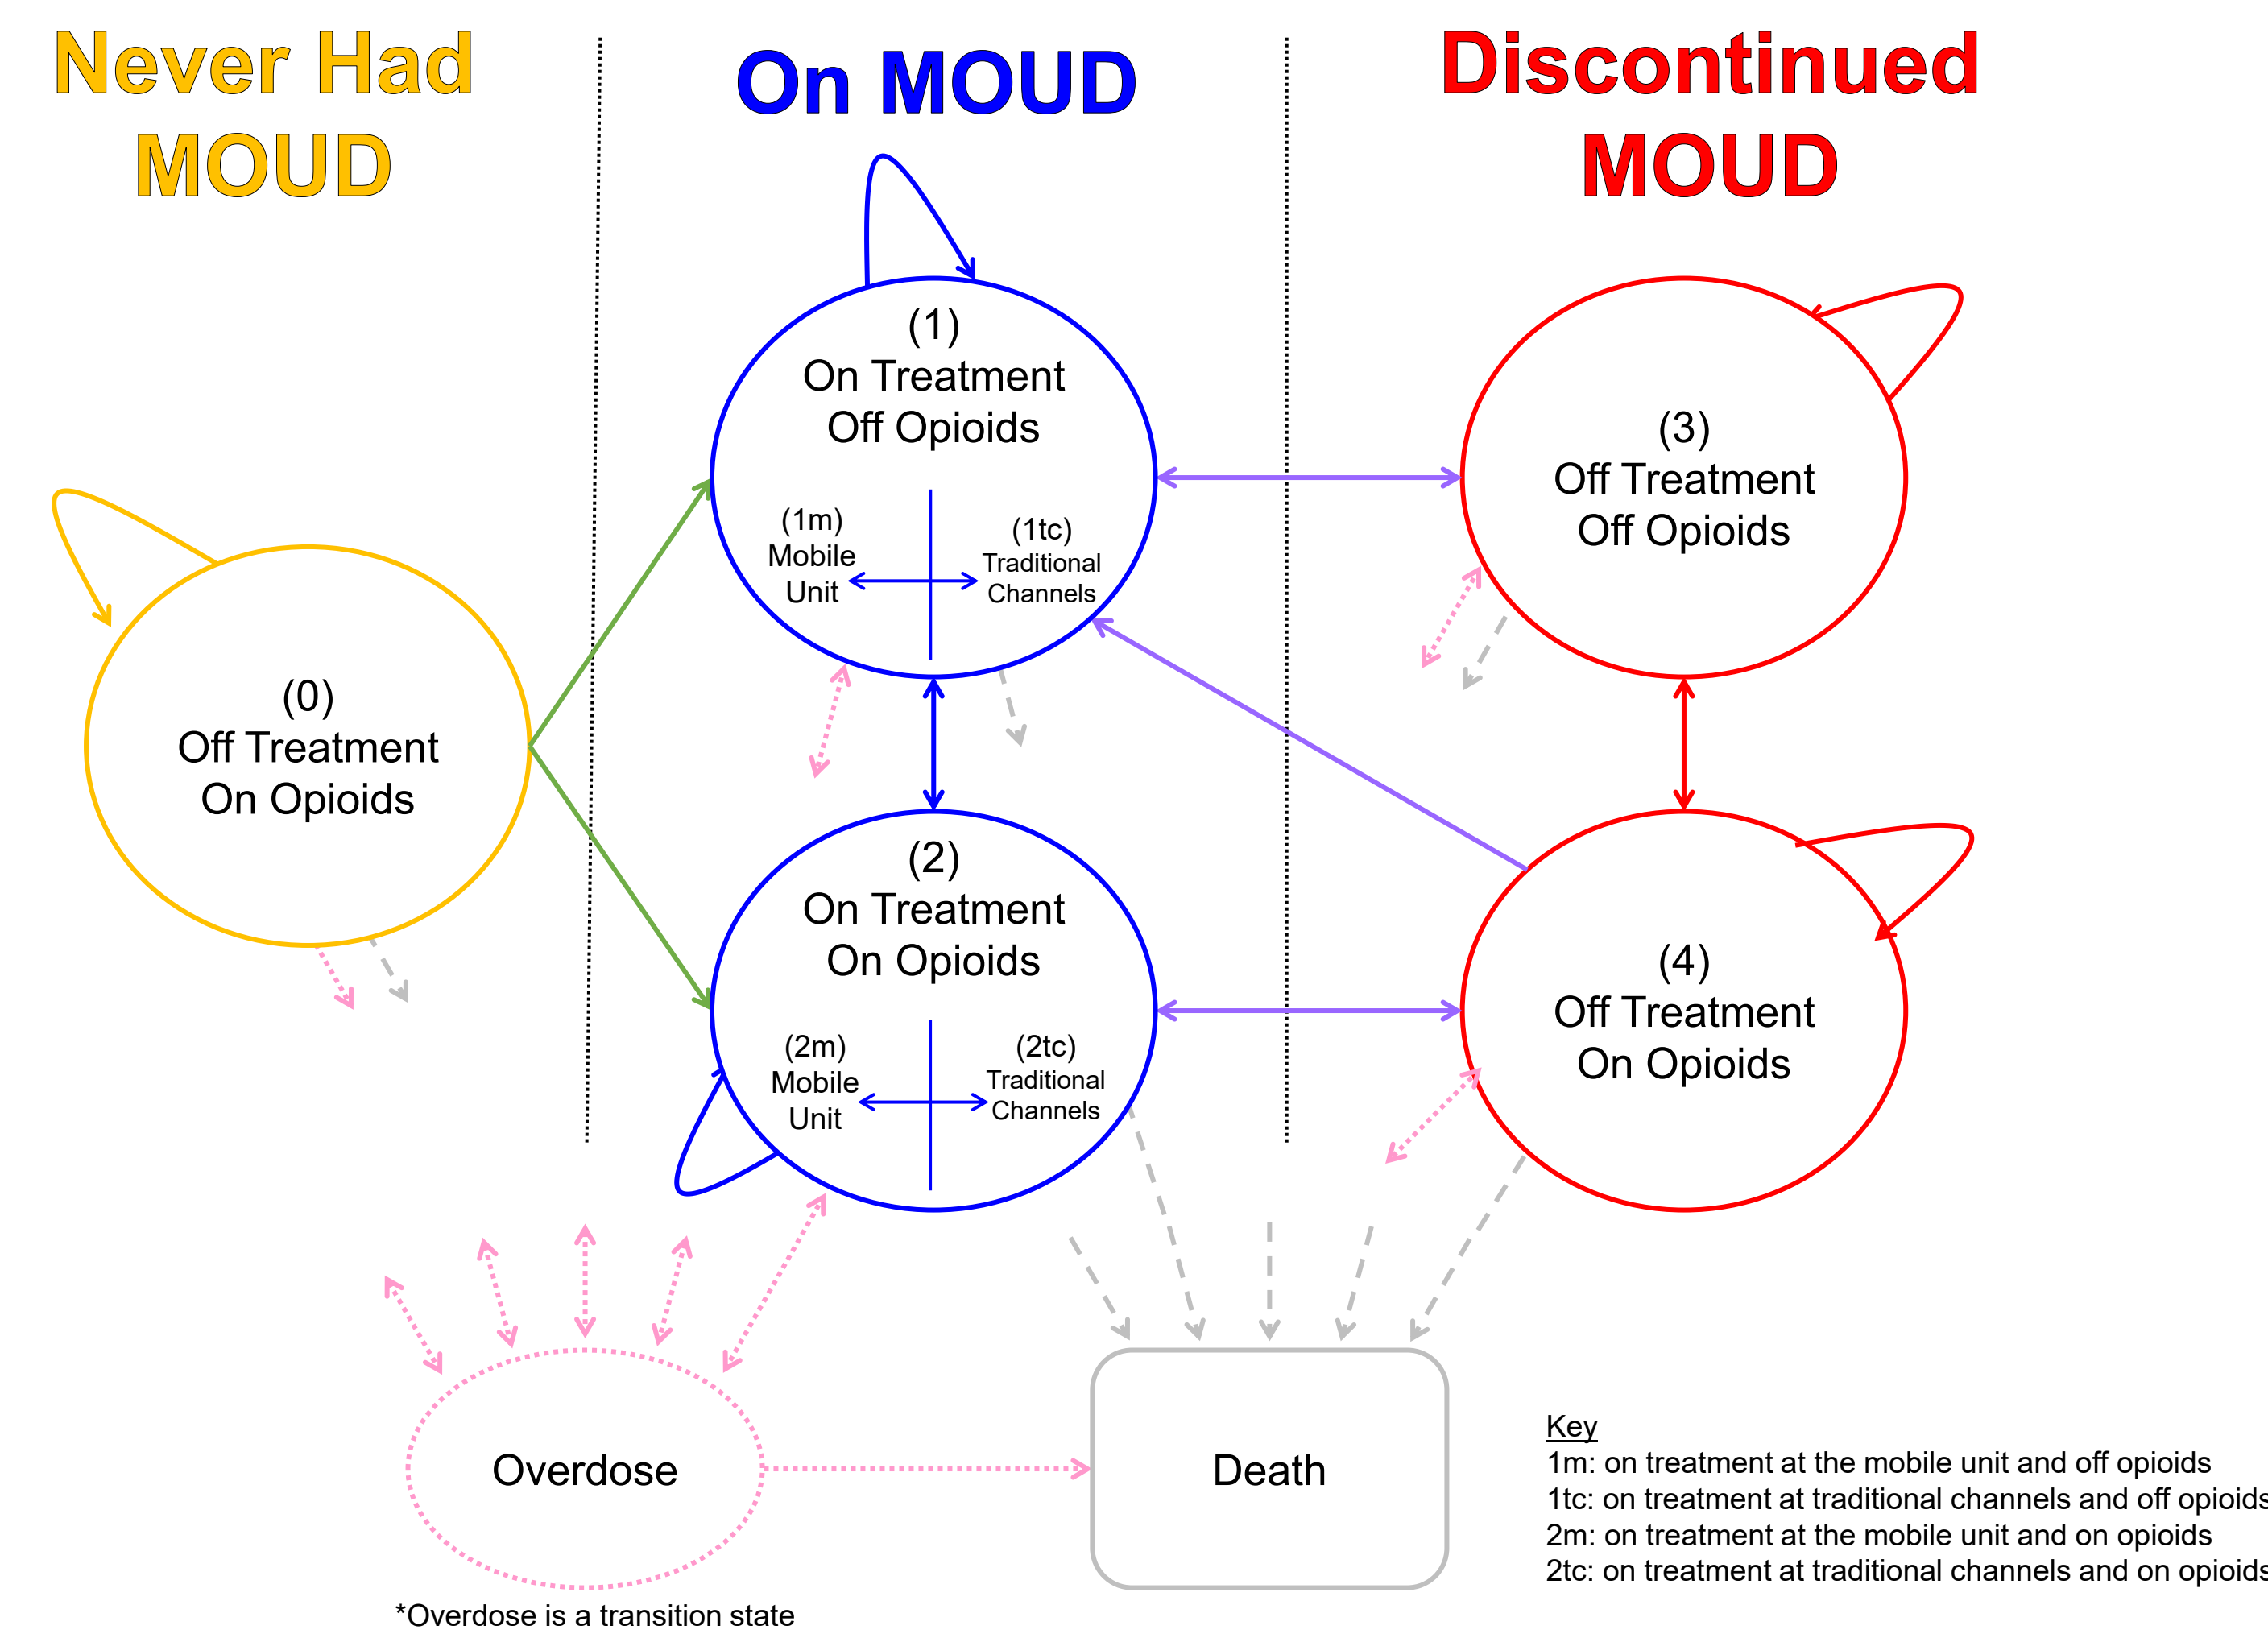 Never Had
MOUD
On MOUD
Discontinued
MOUD
(0)
Off Treatment
On Opioids
(1)
On Treatment
Off Opioids
(1m)
Mobile
Unit
(1tc)
Traditional
Channels
(2)
On Treatment
On Opioids
(2m)
Mobile
Unit
(2tc)
Traditional
Channels
(3)
Off Treatment
Off Opioids
(4)
Off Treatment
On Opioids
Overdose
*Overdose is a transition state
Death
Key
1m: on treatment at the mobile unit and off opioids
1tc: on treatment at traditional channels and off opioids
2m: on treatment at the mobile unit and on opioids
2tc: on treatment at traditional channels and on opioids